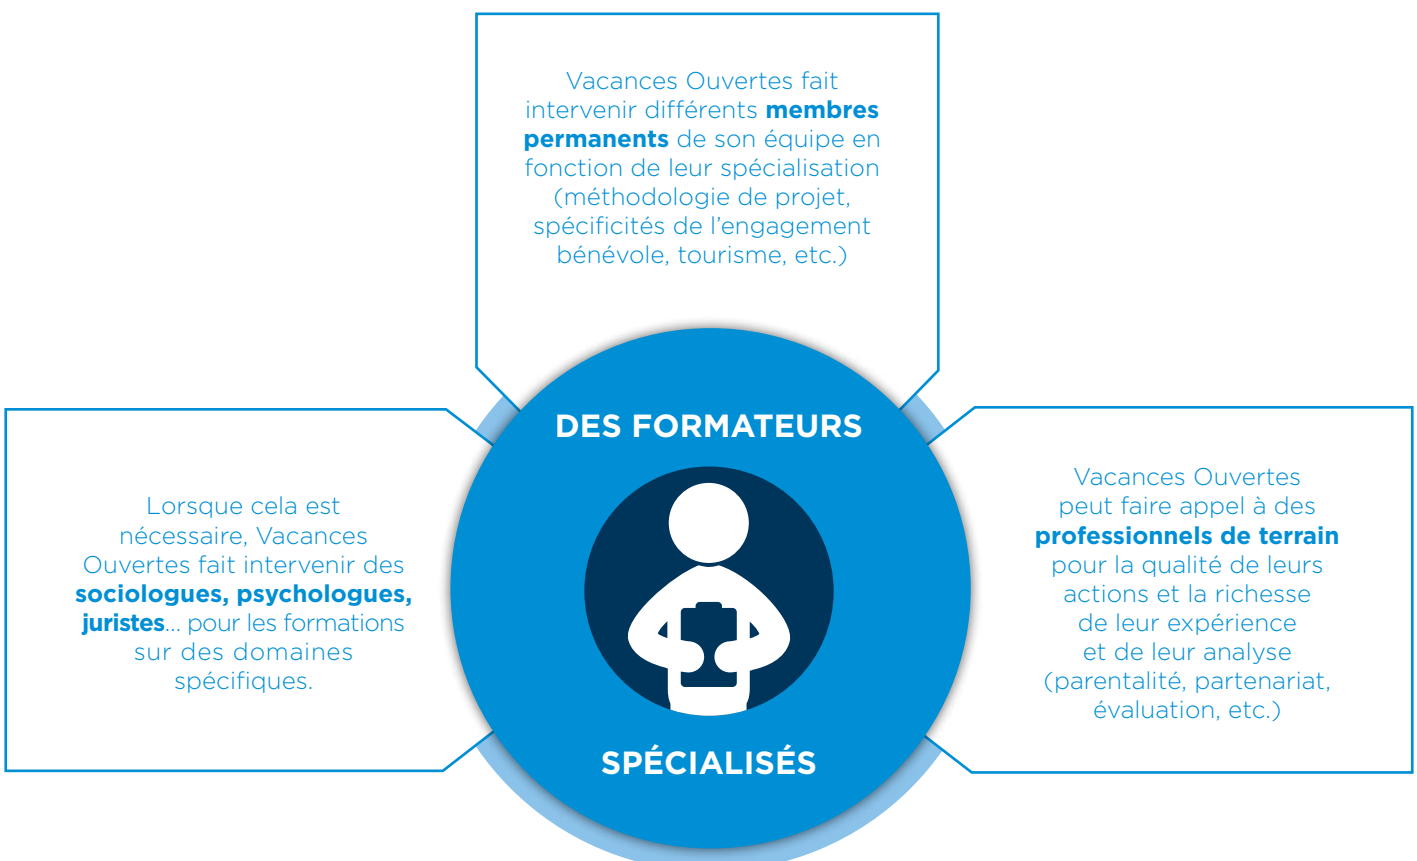 Vacances Ouvertes fait
intervenir différents membres
permanents de son équipe en
fonction de leur spécialisation
(méthodologie de projet,
spécificités de l’engagement
bénévole, tourisme, etc.)
DES FORMATEURS
SPÉCIALISÉS
Lorsque cela est
nécessaire, Vacances
Ouvertes fait intervenir des
sociologues, psychologues,
juristes... pour les formations
sur des domaines
spécifiques.
Vacances Ouvertes
peut faire appel à des
professionnels de terrain
pour la qualité de leurs
actions et la richesse
de leur expérience
et de leur analyse
(parentalité, partenariat,
évaluation, etc.)